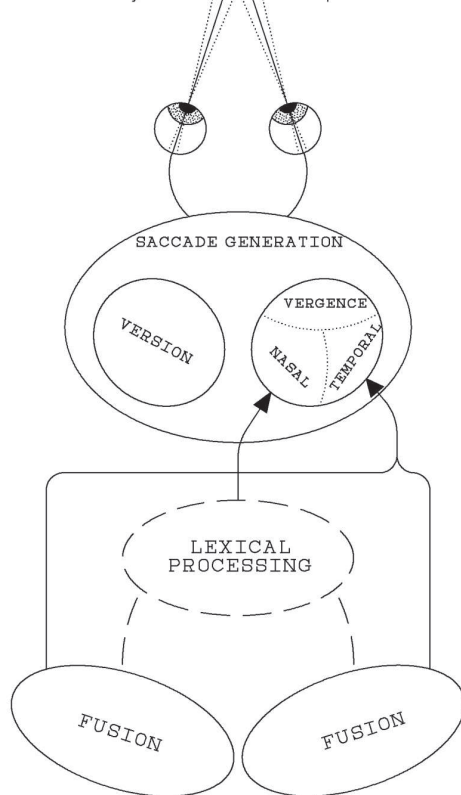 SACCADE GENERATION
VERSION
VERGENCE
NASAL
TEMPORAL
LEXICAL
PROCESSING
FUSION
FUSION